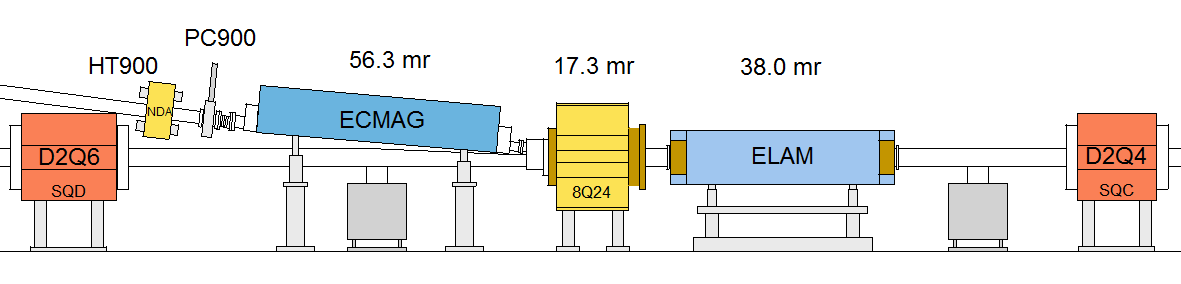 PC900
HT900
56.3 mr
17.3 mr
38.0 mr
NDA
ECMAG
D2Q6
SQD
8Q24
ELAM
D2Q4
SQC